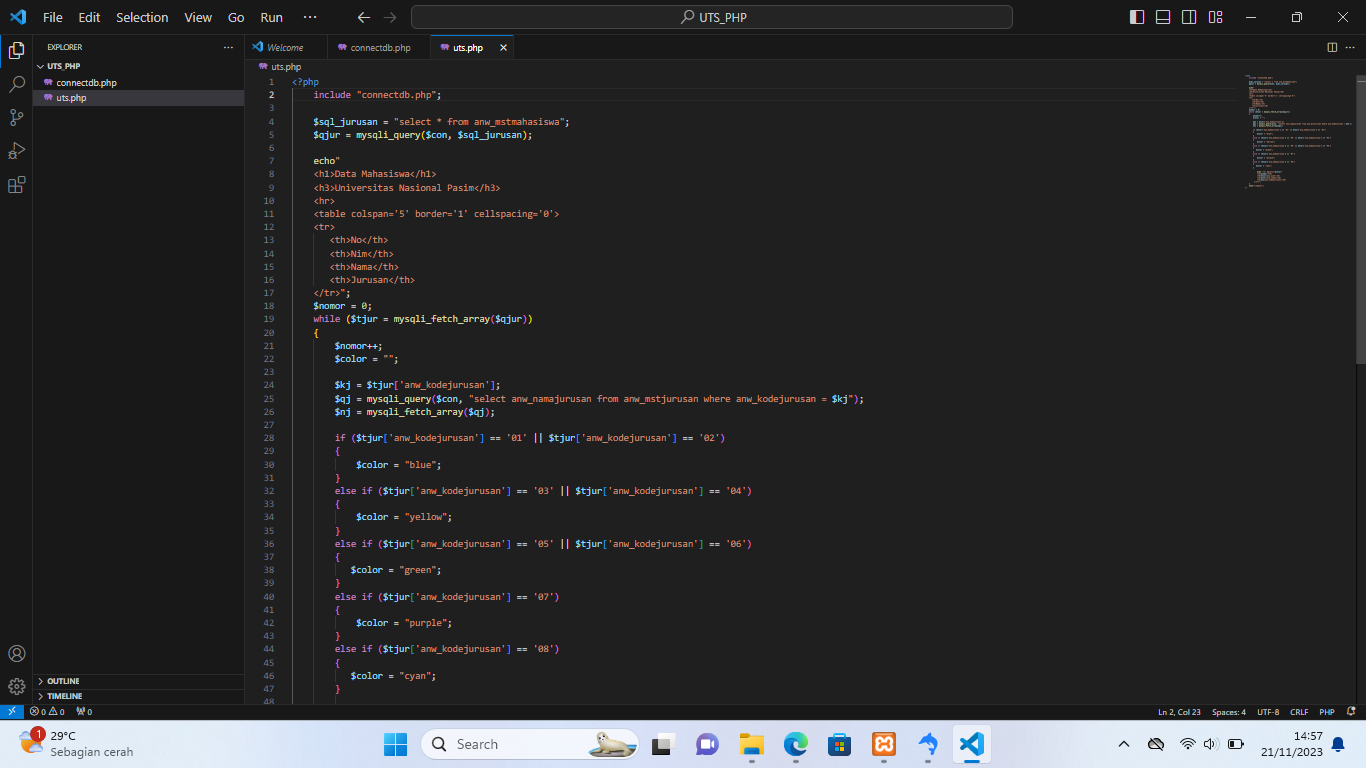 File Edit Selection View Go Run ··· UTS_PHP
EXPLORER ··· Welcome connectdb.php uts.php
UTS_PHP
connectdb.php
uts.php
uts.php
1 <?php
2 include "connectdb.php";
3
4 $sql_jurusan = "select * from anw_mstmahasiswa";
5 $qjur = mysqli_query($con, $sql_jurusan);
6
7 echo"
8 <h1>Data Mahasiswa</h1>
9 <h3>Universitas Nasional Pasim</h3>
10 <hr>
11 <table colspan='5' border='1' cellspacing='0'>
12 <tr>
13 <th>No</th>
14 <th>Nim</th>
15 <th>Nama</th>
16 <th>Jurusan</th>
17 </tr>";
18 $nomor = 0;
19 while ($tjur = mysqli_fetch_array($qjur))
20 {
21 $nomor++;
22 $color = "";
23
24 $kj = $tjur['anw_kodejurusan'];
25 $qj = mysqli_query($con, "select anw_namajurusan from anw_mstjurusan where anw_kodejurusan = $kj");
26 $nj = mysqli_fetch_array($qj);
27
28 if ($tjur['anw_kodejurusan'] == '01' || $tjur['anw_kodejurusan'] == '02')
29 {
30 $color = "blue";
31 }
32 else if ($tjur['anw_kodejurusan'] == '03' || $tjur['anw_kodejurusan'] == '04')
33 {
34 $color = "yellow";
35 }
36 else if ($tjur['anw_kodejurusan'] == '05' || $tjur['anw_kodejurusan'] == '06')
37 {
38 $color = "green";
39 }
40 else if ($tjur['anw_kodejurusan'] == '07')
41 {
42 $color = "purple";
43 }
44 else if ($tjur['anw_kodejurusan'] == '08')
45 {
46 $color = "cyan";
47 }
48
OUTLINE
TIMELINE
0 0 0 Ln 2, Col 23 Spaces: 4 UTF-8 CRLF PHP
1 29°C
Sebagian cerah
Search
14:57
21/11/2023